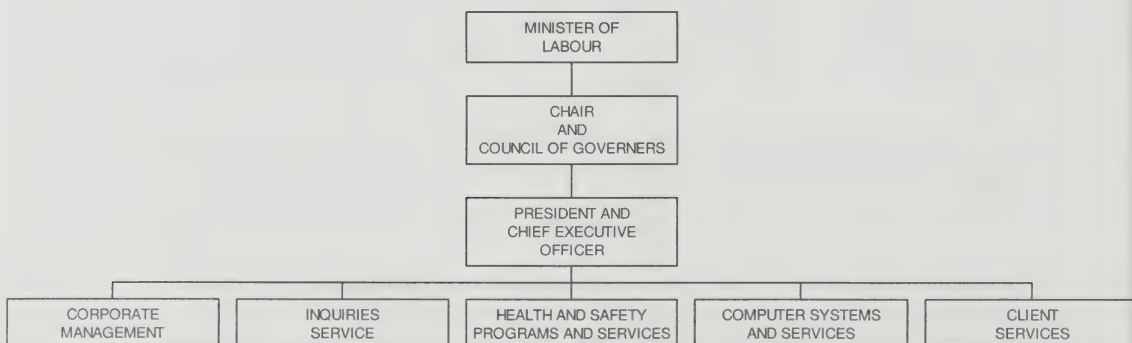 MINISTER OF
LABOUR
CHAIR
AND
COUNCIL OF GOVERNERS
PRESIDENT AND
CHIEF EXECUTIVE
OFFICER
CORPORATE
MANAGEMENT
INQUIRIES
SERVICE
HEALTH AND SAFETY
PROGRAMS AND SERVICES
COMPUTER SYSTEMS
AND SERVICES
CLIENT
SERVICES